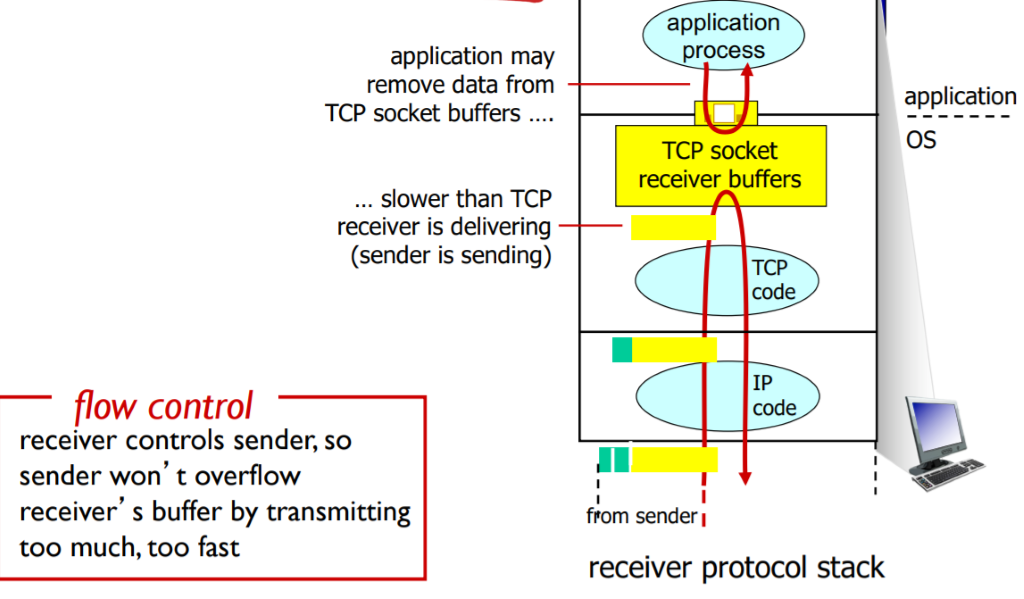 application
process
application may
remove data from
TCP socket buffers ….
application
OS
TCP socket
receiver buffers
… slower than TCP
receiver is delivering
(sender is sending)
TCP
code
IP
code
flow control
receiver controls sender, so
sender won’t overflow
receiver’s buffer by transmitting
too much, too fast
from sender
receiver protocol stack